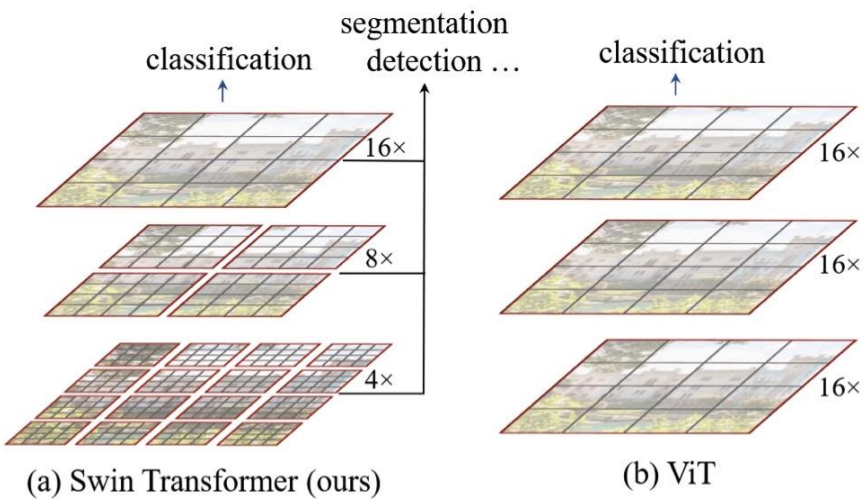 segmentation
detection …
classification
16×
8×
4×
(a) Swin Transformer (ours)
classification
16×
16×
16×
(b) ViT